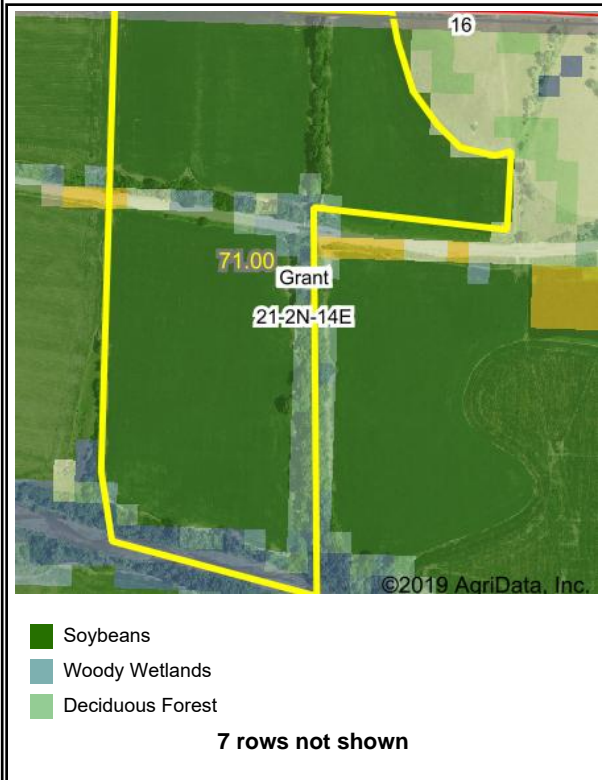 16
71.00
Grant
21-2N-14E
©2019 AgriData, Inc.
Soybeans
Woody Wetlands
Deciduous Forest
7 rows not shown